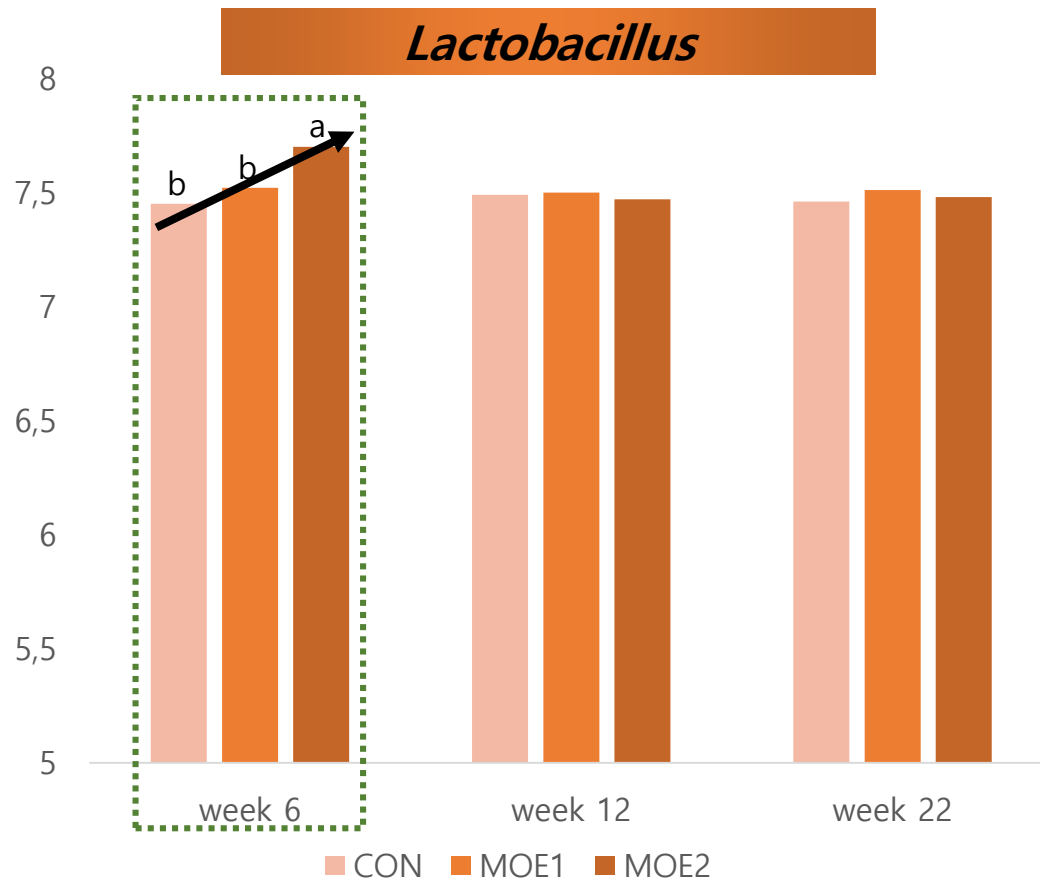 Lactobacillus
8
7,5
7
6,5
6
5,5
5
b
b
a
week 6
week 12
week 22
CON
MOE1
MOE2